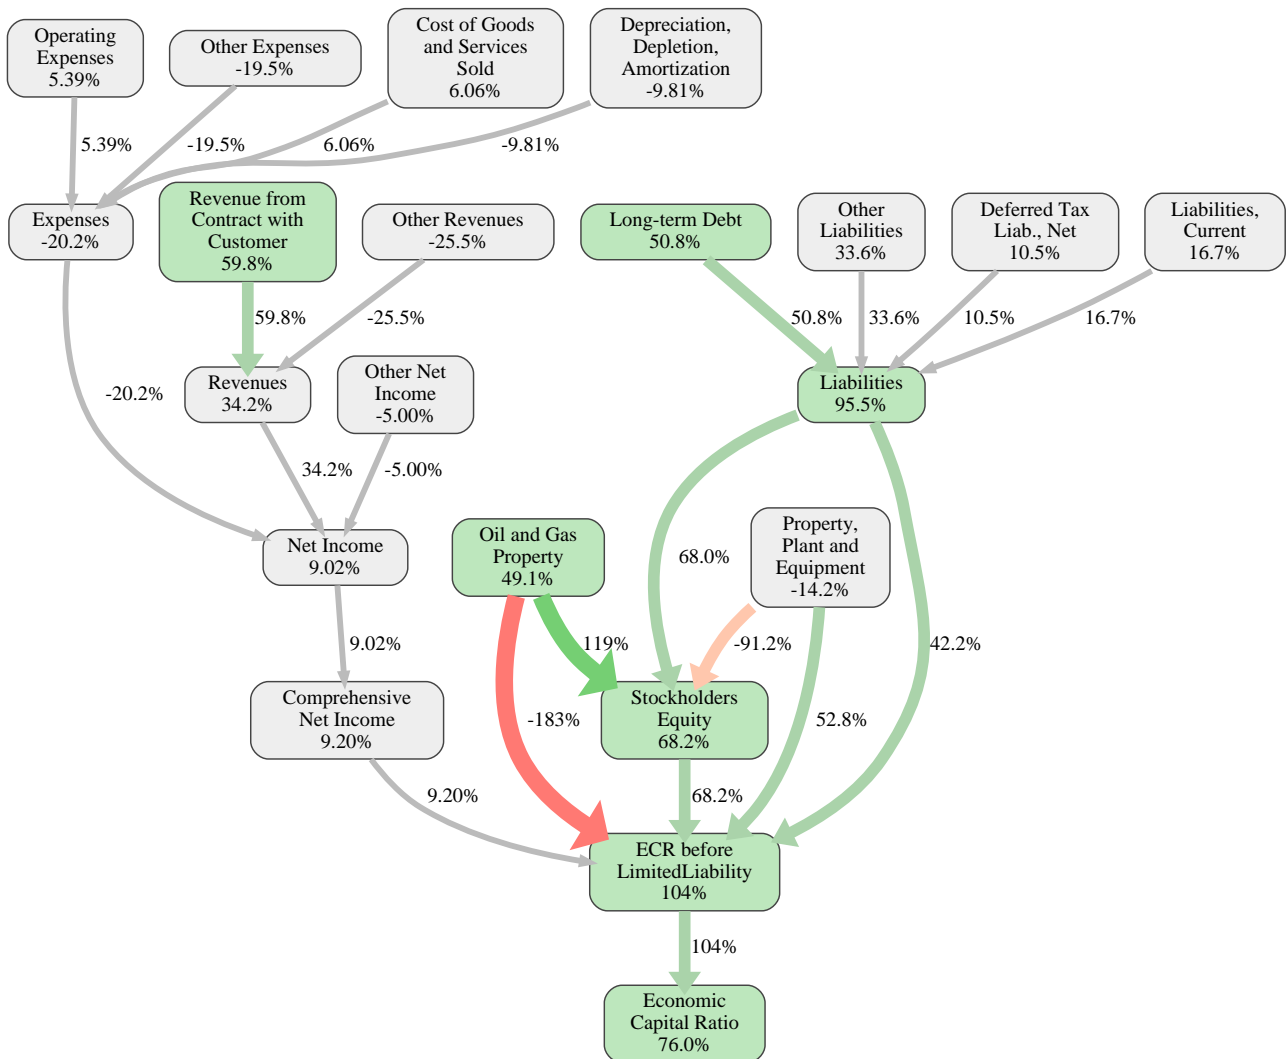 Operating
Expenses
5.39%
Other Expenses
-19.5%
Cost of Goods
and Services
Sold
6.06%
Depreciation,
Depletion,
Amortization
-9.81%
5.39%
-19.5%
6.06%
-9.81%
Expenses
-20.2%
Revenue from
Contract with
Customer
59.8%
Other Revenues
-25.5%
Long-term Debt
50.8%
Other
Liabilities
33.6%
Deferred Tax
Liab., Net
10.5%
Liabilities,
Current
16.7%
59.8%
-25.5%
50.8%
33.6%
10.5%
16.7%
-20.2%
Revenues
34.2%
Other Net
Income
-5.00%
Liabilities
95.5%
34.2%
-5.00%
Net Income
9.02%
Oil and Gas
Property
49.1%
68.0%
Property,
Plant and
Equipment
-14.2%
9.02%
119%
-91.2%
42.2%
Comprehensive
Net Income
9.20%
-183%
Stockholders
Equity
68.2%
52.8%
9.20%
68.2%
ECR before
LimitedLiability
104%
104%
Economic
Capital Ratio
76.0%